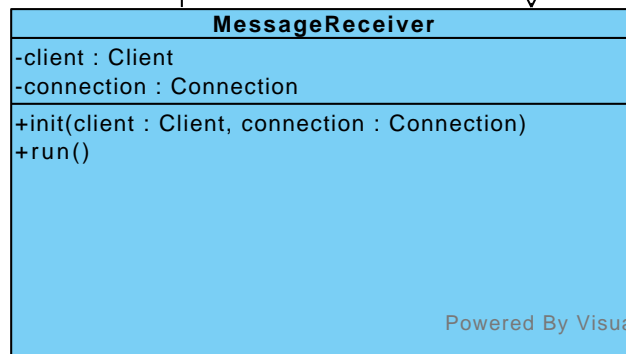 MessageReceiver
-client : Client
-connection : Connection
+init(client : Client, connection : Connection)
+run()
Powered By Visua